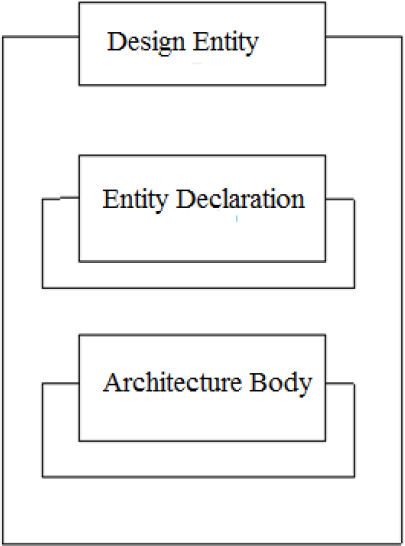 Design Entity
Entity Declaration
Architecture Body